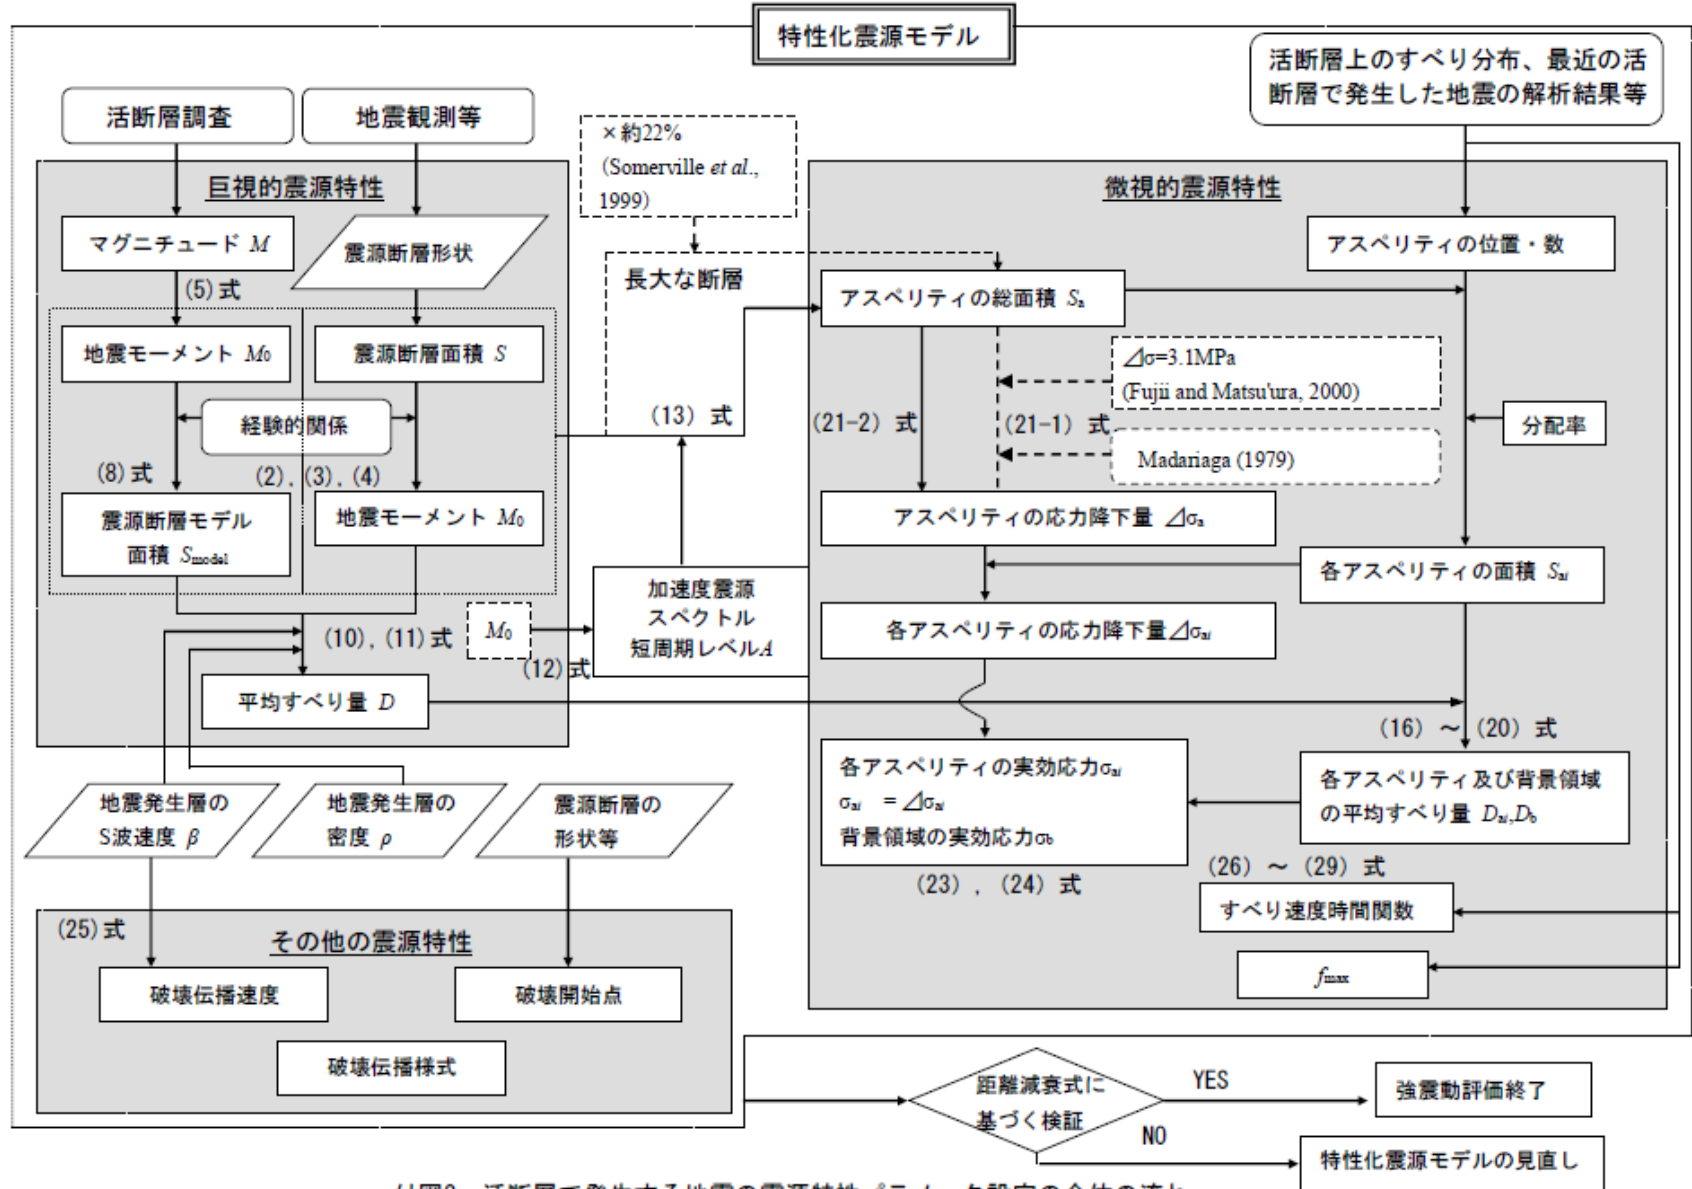 特性化震源モデル
活断層上のすべり分布、最近の活
断層で発生した地震の解析結果等
活断層調査
地震観測等
×約22%
(Somerville et al.,
1999)
巨視的震源特性
微視的震源特性
マグニチュード M
震源断層形状
アスペリティの位置・数
(5)式
長大な断層
アスペリティの総面積 Sa
地震モーメント M0
震源断層面積 S
⊿σ=3.1MPa
(Fujii and Matsu'ura, 2000)
経験的関係
(13) 式
(21-2) 式
(21-1) 式
分配率
Madariaga (1979)
(8)式
(2),(3),(4)
震源断層モデル
面積 Smodel
地震モーメント M0
アスペリティの応力降下量 ⊿σa
各アスペリティの面積 Sai
加速度震源
スペクトル
短周期レベルA
M0
(10),(11)式
(12)式
各アスペリティの応力降下量⊿σai
平均すべり量 D
(16) ～ (20) 式
各アスペリティの実効応力σai
σai =⊿σai
背景領域の実効応力σb
各アスペリティ及び背景領域
の平均すべり量 Dai,Db
(23) , (24) 式
(26) ～ (29) 式
地震発生層の
S波速度 β
地震発生層の
密度 ρ
震源断層の
形状等
すべり速度時間関数
fmax
(25)式
その他の震源特性
破壊伝播速度
破壊開始点
破壊伝播様式
距離減衰式に
基づく検証
YES
強震動評価終了
NO
特性化震源モデルの見直し